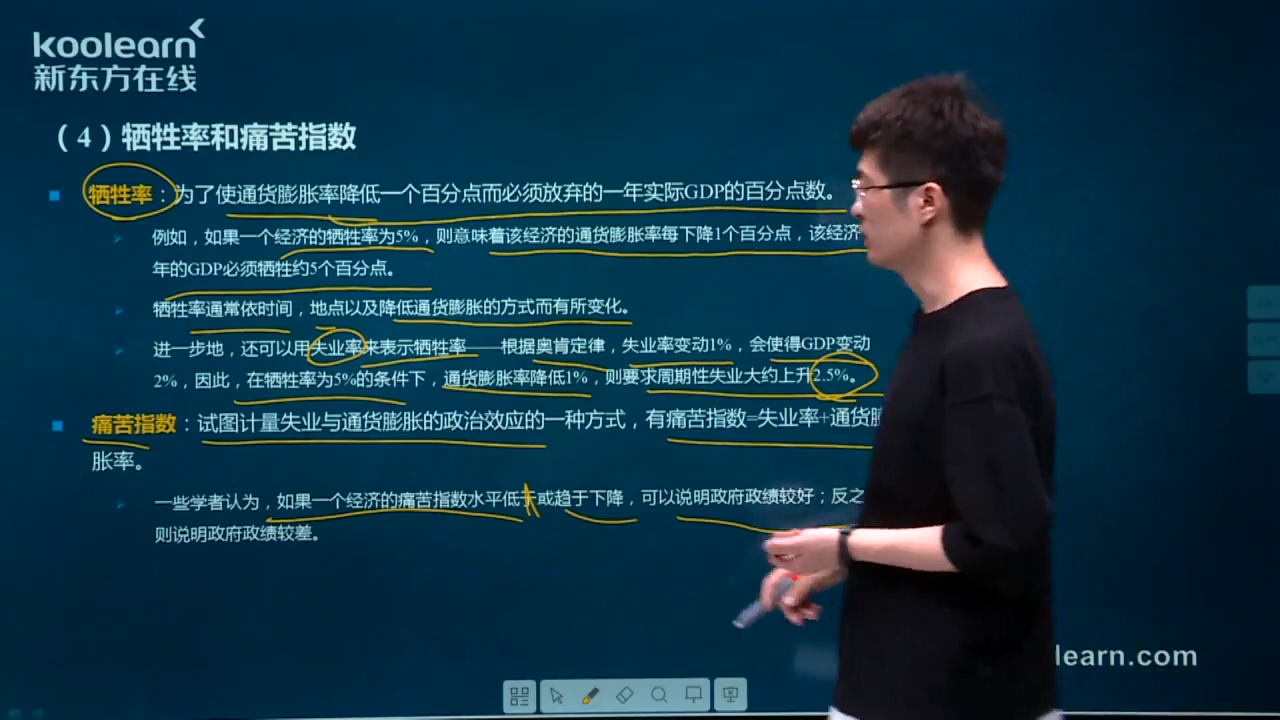 koolearn
新东方在线
（4）牺牲率和痛苦指数
牺牲率：为了使通货膨胀率降低一个百分点而必须放弃的一年实际GDP的百分点数。
例如，如果一个经济的牺牲率为5%，则意味着该经济的通货膨胀率每下降1个百分点，该经济
年的GDP必须牺牲约5个百分点。
牺牲率通常依时间，地点以及降低通货膨胀的方式而有所变化。
进一步地，还可以用失业率来表示牺牲率——根据奥肯定律，失业率变动1%，会使得GDP变动
2%，因此，在牺牲率为5%的条件下，通货膨胀率降低1%，则要求周期性失业大约上升2.5%。
痛苦指数：试图计量失业与通货膨胀的政治效应的一种方式，有痛苦指数=失业率+通货膨
胀率。
一些学者认为，如果一个经济的痛苦指数水平低于或趋于下降，可以说明政府政绩较好；反之
则说明政府政绩较差。
learn.com